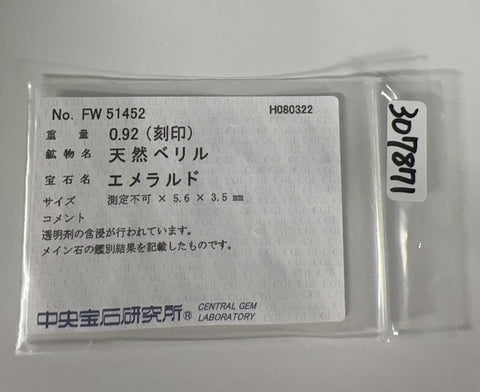 No. FW 51452 H080322
重量 0.92 (刻印)
鉱物名 天然ベリル
宝石名 エメラルド
サイズ 測定不可 × 5.6 × 3.5 ㎜
コメント
透明剤の含浸が行われています。
メイン石の鑑別結果を記載したものです。
中央宝石研究所® CENTRAL GEM
LABORATORY
307871